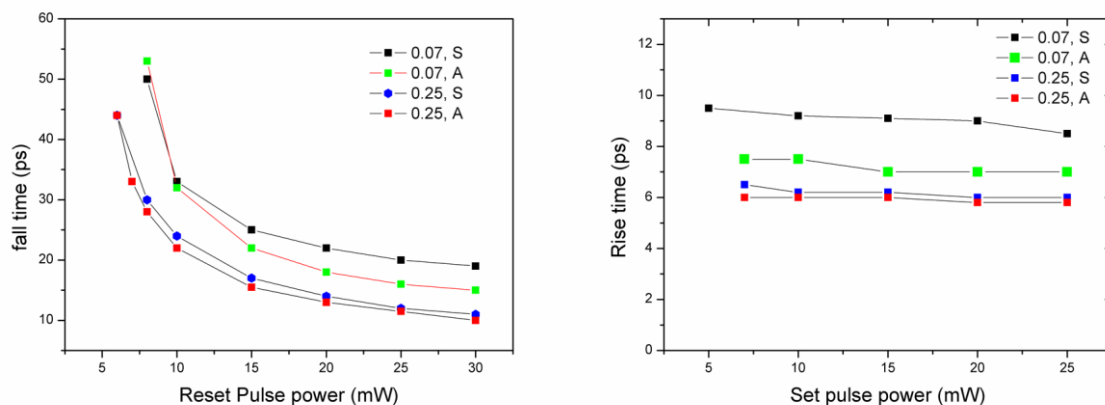 60
50
40
30
20
10
fall time (ps)
5 10 15 20 25 30
Reset Pulse power (mW)
0.07, S
0.07, A
0.25, S
0.25, A
12
10
8
6
4
2
0
Rise time (ps)
5 10 15 20 25
Set pulse power (mW)
0.07, S
0.07, A
0.25, S
0.25, A